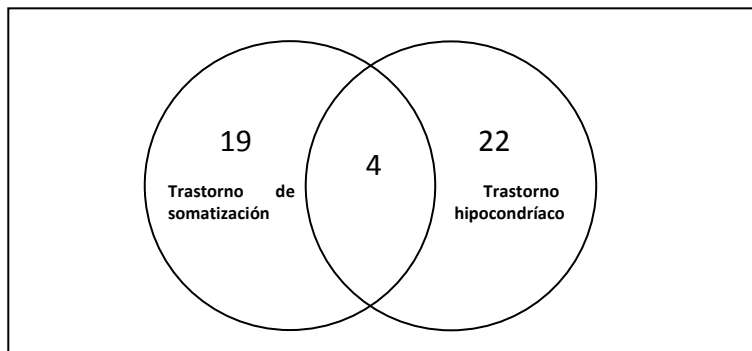 19
4
22
Trastorno de
somatización
Trastorno
hipocondríaco